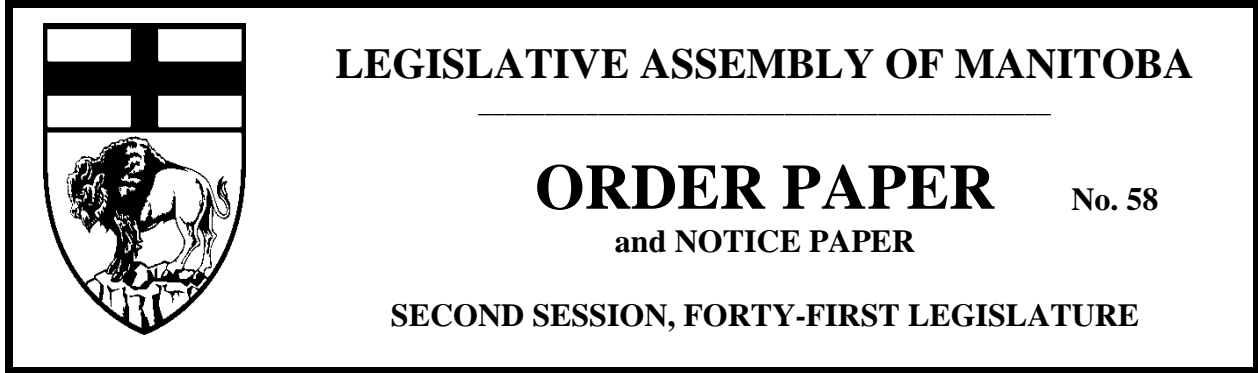 LEGISLATIVE ASSEMBLY OF MANITOBA
ORDER PAPER No. 58
and NOTICE PAPER
SECOND SESSION, FORTY-FIRST LEGISLATURE